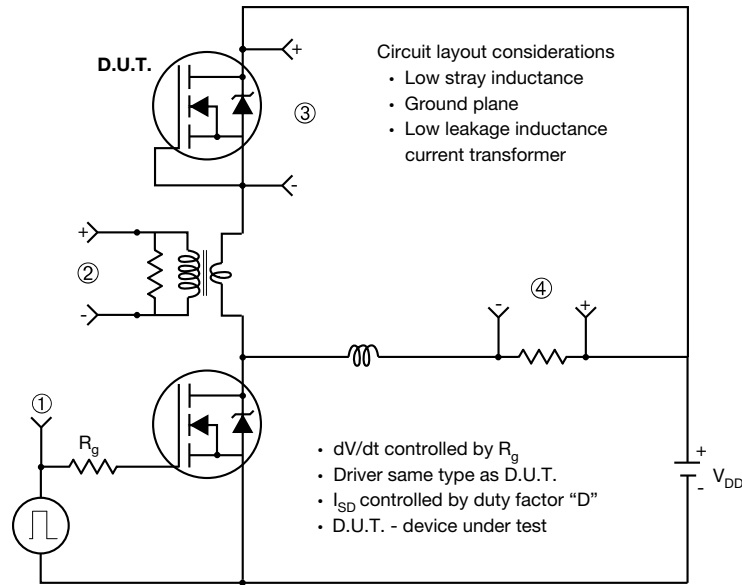 D.U.T.
+
Circuit layout considerations
• Low stray inductance
• Ground plane
• Low leakage inductance
current transformer
③
-
+
②
-
-
④
+
①
R_g
• dV/dt controlled by R_g
• Driver same type as D.U.T.
• I_SD controlled by duty factor “D”
• D.U.T. - device under test
+
V_DD
-